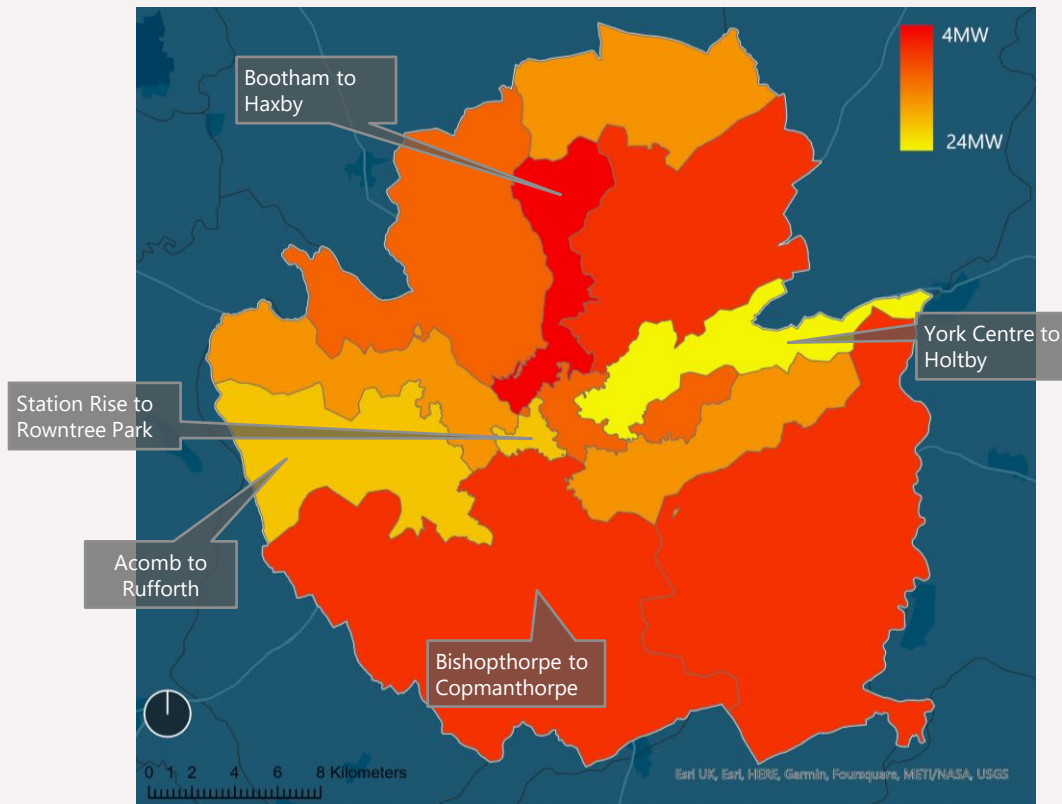 4MW
24MW
Bootham to
Haxby
York Centre to
Holtby
Station Rise to
Rowntree Park
Acomb to
Rufforth
Bishopthorpe to
Copmanthorpe
0 1 2 4 6 8 Kilometers
Esri UK, Esri, HERE, Garmin, Foursquare, METI/NASA, USGS